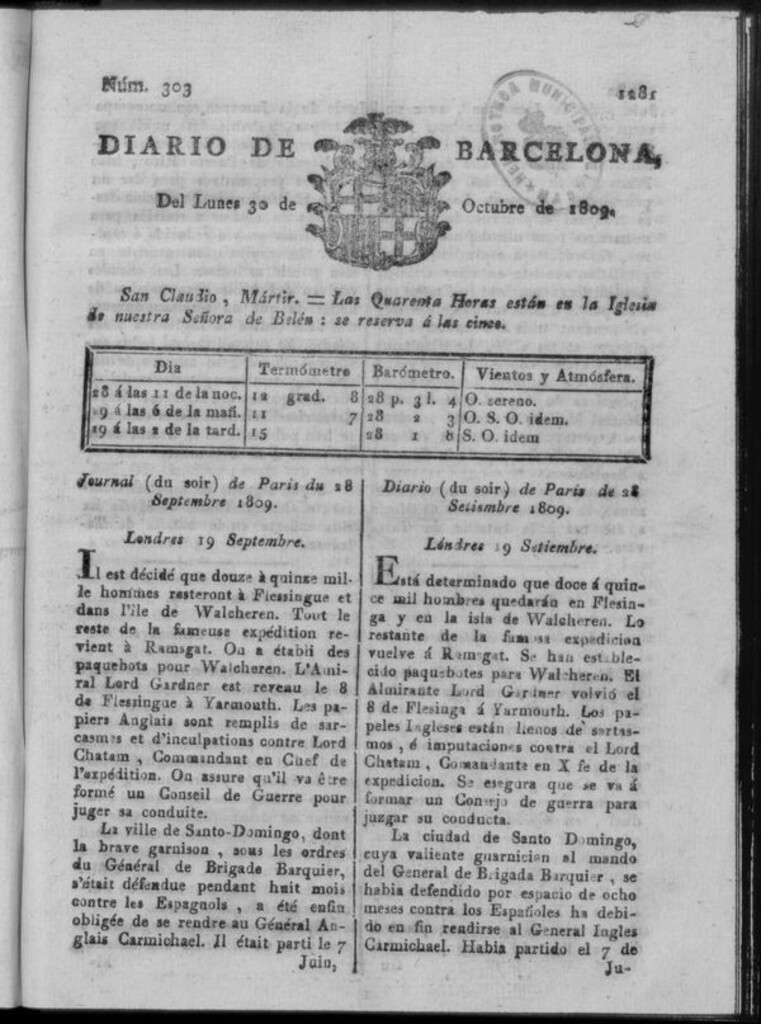 Núm. 303
1281
HEMEROTECA MUNICIPAL
DIARIO DE BARCELONA,
Del Lunes 30 de Octubre de 1809.
San Claudio, Mártir. = Las Quarenta Horas están en la Iglesia
de nuestra Señora de Belén: se reserva á las cinco.
Dia Termómetro Barómetro. Vientos y Atmósfera.
28 á las 11 de la noc. 12 grad. 8 28 p. 3 l. 4 O. sereno.
29 á las 6 de la mañ. 11 7 28 2 3 O. S. O. idem.
29 á las 2 de la tard. 15 28 1 8 S. O. idem
Journal (du soir) de Paris du 28
Septembre 1809.
Londres 19 Septembre.
Il est décidé que douze à quinze mil-
le hommes resteront à Flessingue et
dans l'île de Walcheren. Tout le
reste de la fameuse expédition re-
vient à Ramsgat. On a établi des
paquebots pour Walcheren. L'Ami-
ral Lord Gardner est reveau le 8
de Flessingue à Yarmouth. Les pa-
piers Anglais sont remplis de sar-
casmes et d'inculpations contre Lord
Chatam, Commandant en Chef de
l'expédition. On assure qu'il va être
formé un Conseil de Guerre pour
juger sa conduite.
La ville de Santo-Domingo, dont
la brave garnison, sous les ordres
du Général de Brigade Barquier,
s'était défendue pendant huit mois
contre les Espagnols, a été enfin
obligée de se rendre au Général An-
glais Carmichael. Il était parti le 7
Juin,
Diario (du soir) de Paris de 28
Setiembre 1809.
Lóndres 19 Setiembre.
Está determinado que doce á quin-
ce mil hombres quedarán en Flesin-
ga y en la isla de Walcheren. Lo
restante de la famosa expedicion
vuelve á Ramsgat. Se han estable-
cido paquebotes para Walcheren. El
Almirante Lord Gardner volvió el
8 de Flesinga á Yarmouth. Los pa-
peles Ingleses están llenos de sarcas-
mos, é imputaciones contra el Lord
Chatam, Comandante en Xefe de la
expedicion. Se asegura que se va á
formar un Consejo de guerra para
juzgar su conducta.
La ciudad de Santo Domingo,
cuya valiente guarnicion al mando
del General de Brigada Barquier, se
habia defendido por espacio de ocho
meses contra los Españoles ha debi-
do en fin rendirse al General Ingles
Carmichael. Habia partido el 7 de
Ju-